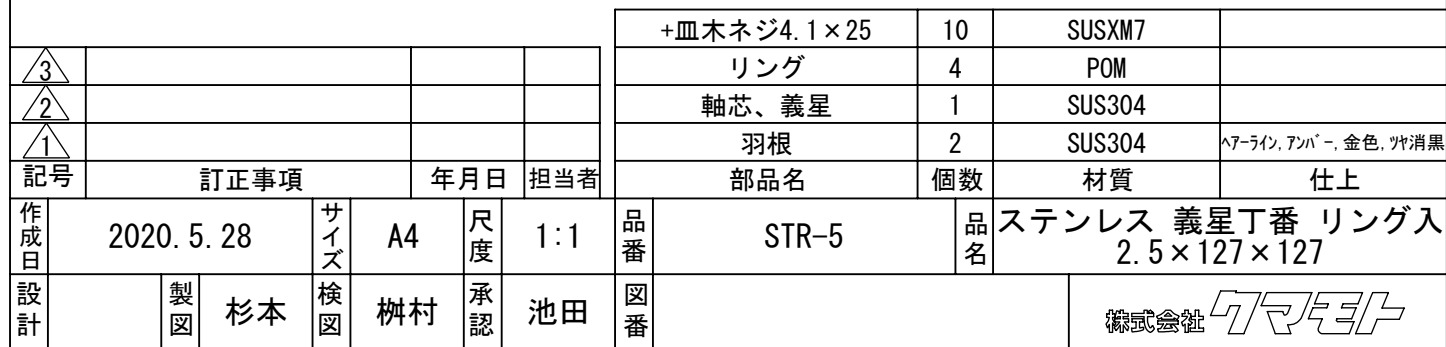 +皿木ネジ4.1×25 10 SUSXM7
3 リング 4 POM
2 軸芯、義星 1 SUS304
1 羽根 2 SUS304 ヘアーライン,アンバー,金色,ツヤ消黒
記号 訂正事項 年月日 担当者 部品名 個数 材質 仕上
作成日 2020.5.28 サイズ A4 尺度 1:1 品番 STR-5 品名 ステンレス 義星丁番 リング入
2.5×127×127
設計 製図 杉本 検図 桝村 承認 池田 図番 株式会社クマモト